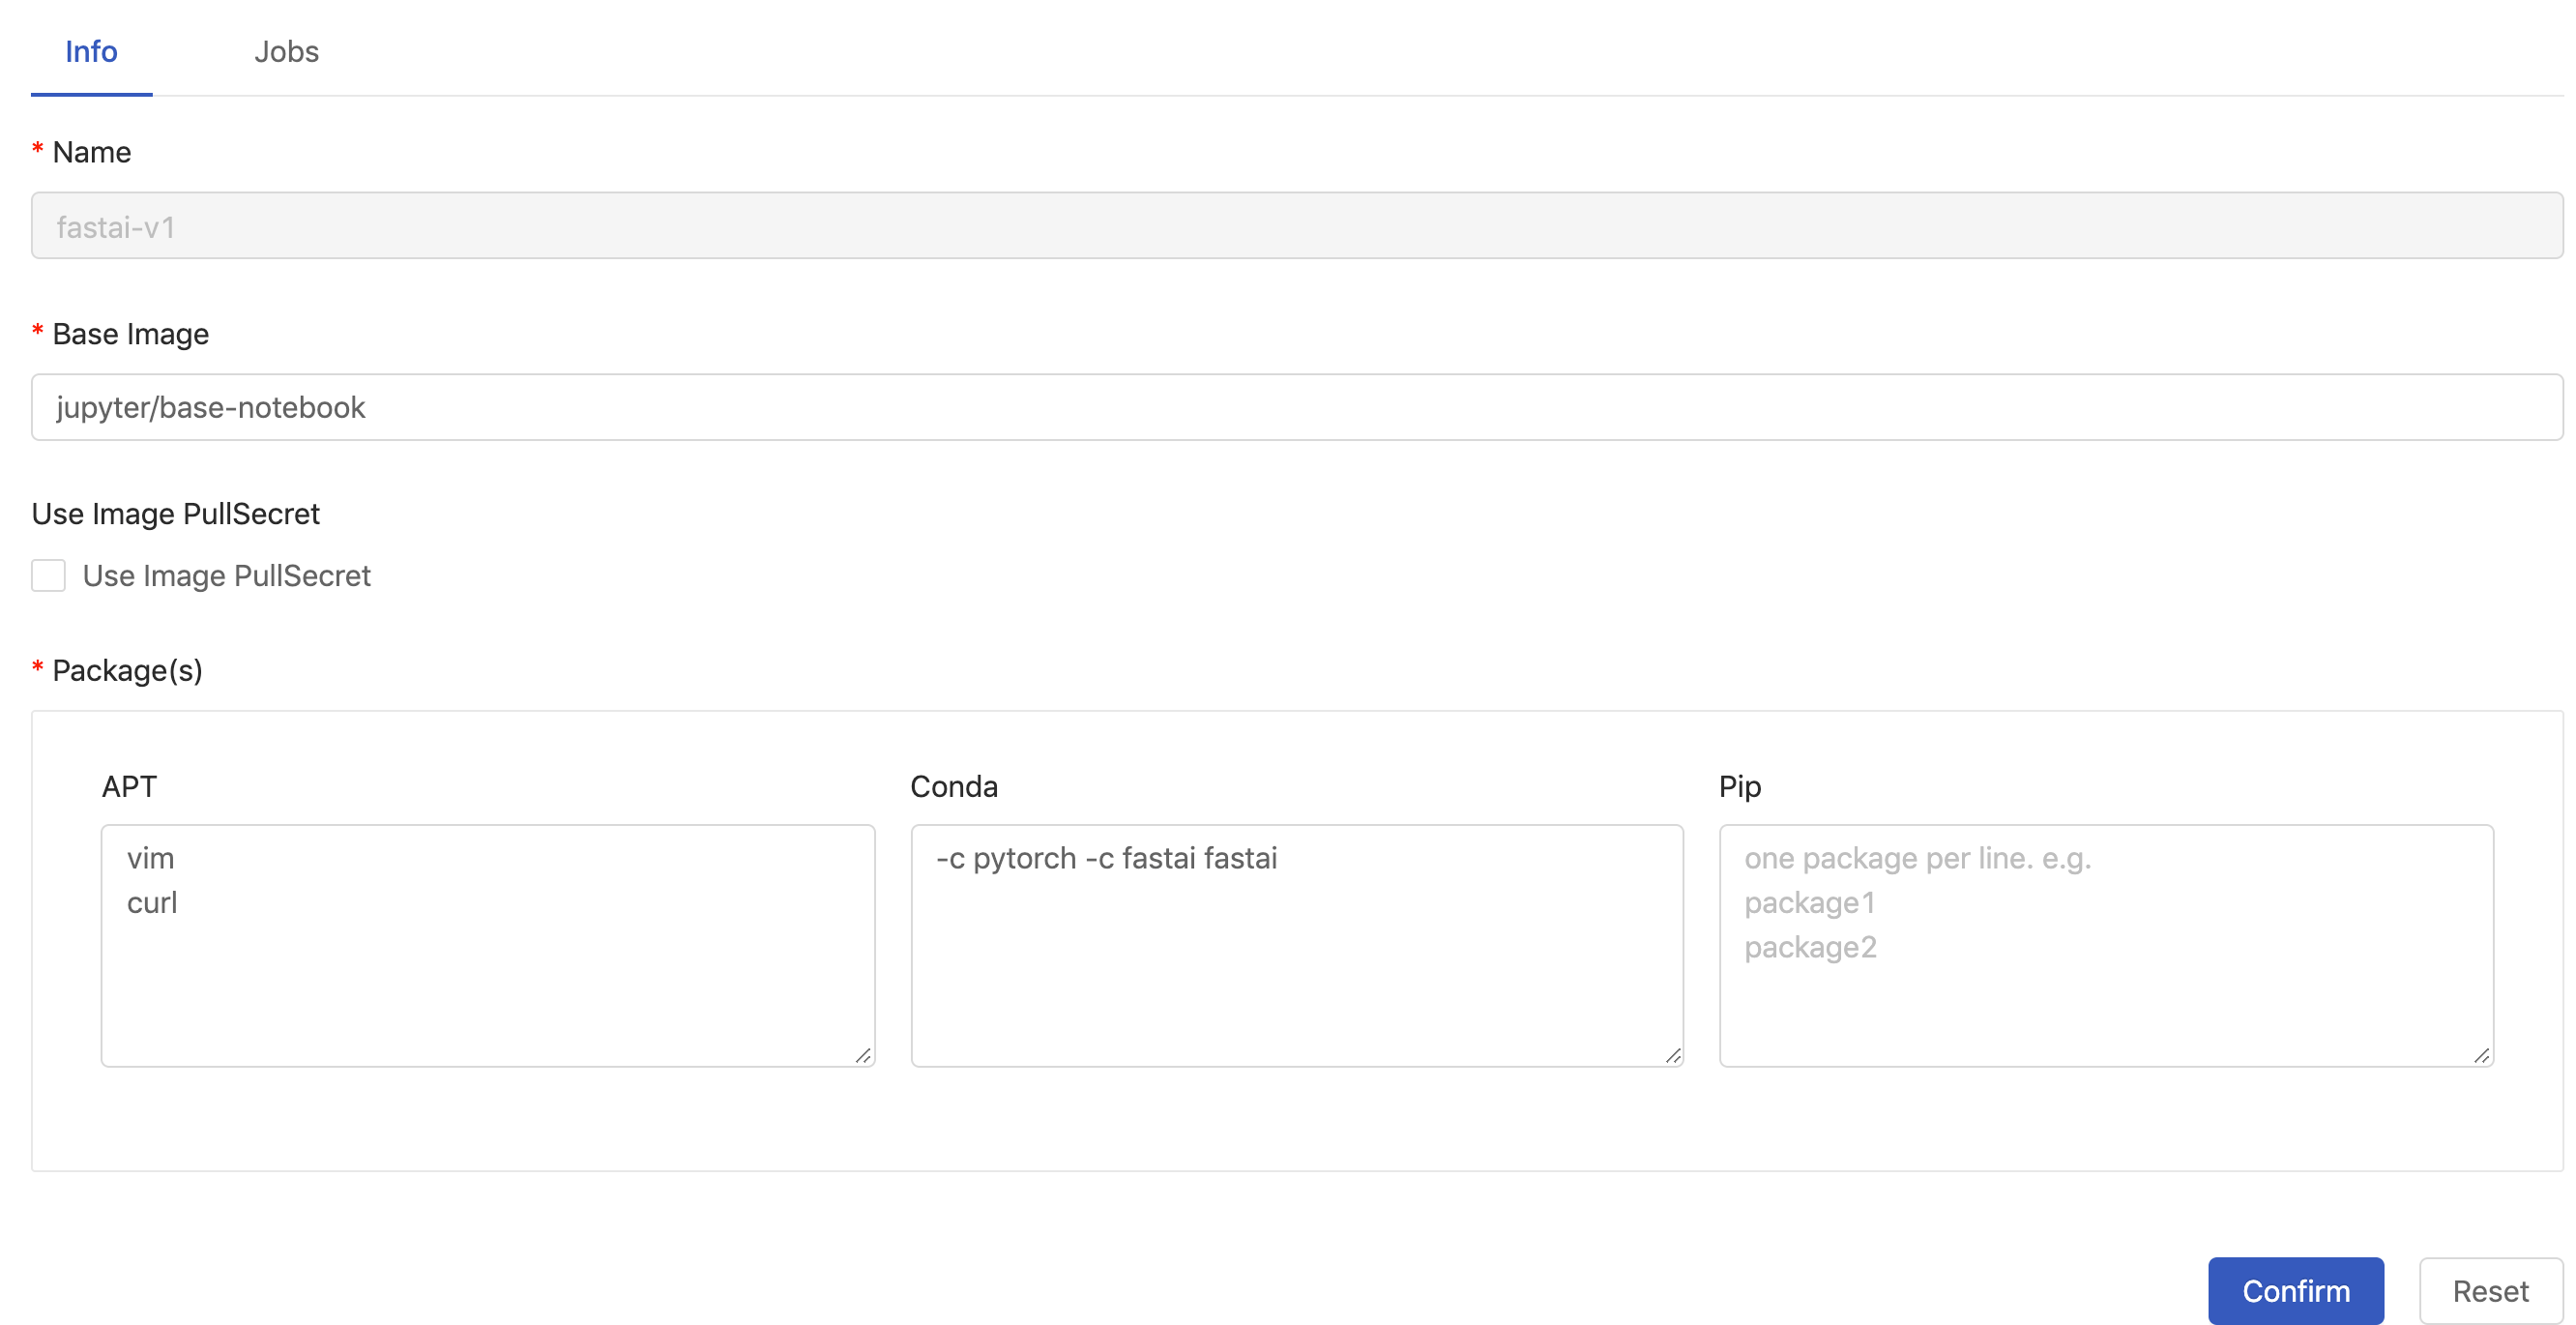 Info Jobs
* Name
fastai-v1
* Base Image
jupyter/base-notebook
Use Image PullSecret
Use Image PullSecret
* Package(s)
APT
vim
curl
Conda
-c pytorch -c fastai fastai
Pip
one package per line. e.g.
package1
package2
Confirm Reset